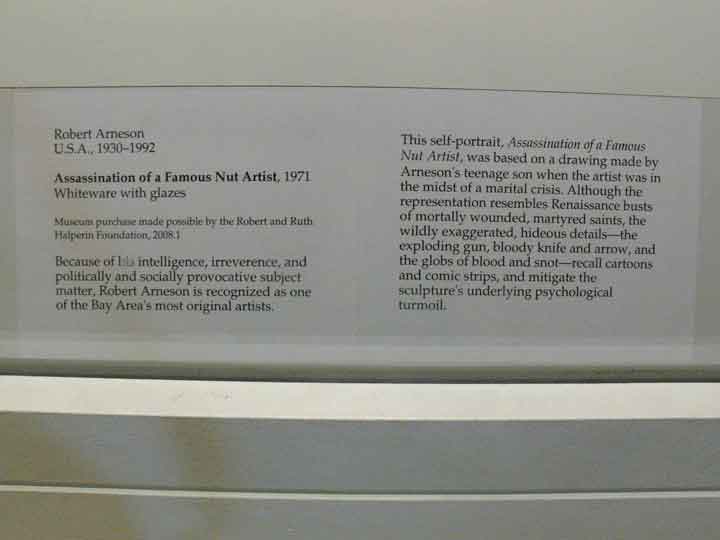 Robert Arneson
U.S.A., 1930–1992
Assassination of a Famous Nut Artist, 1971
Whiteware with glazes
Museum purchase made possible by the Robert and Ruth
Halperin Foundation, 2008.1
Because of his intelligence, irreverence, and
politically and socially provocative subject
matter, Robert Arneson is recognized as one
of the Bay Area's most original artists.
This self-portrait, Assassination of a Famous
Nut Artist, was based on a drawing made by
Arneson's teenage son when the artist was in
the midst of a marital crisis. Although the
representation resembles Renaissance busts
of mortally wounded, martyred saints, the
wildly exaggerated, hideous details—the
exploding gun, bloody knife and arrow, and
the globs of blood and snot—recall cartoons
and comic strips, and mitigate the
sculpture's underlying psychological
turmoil.